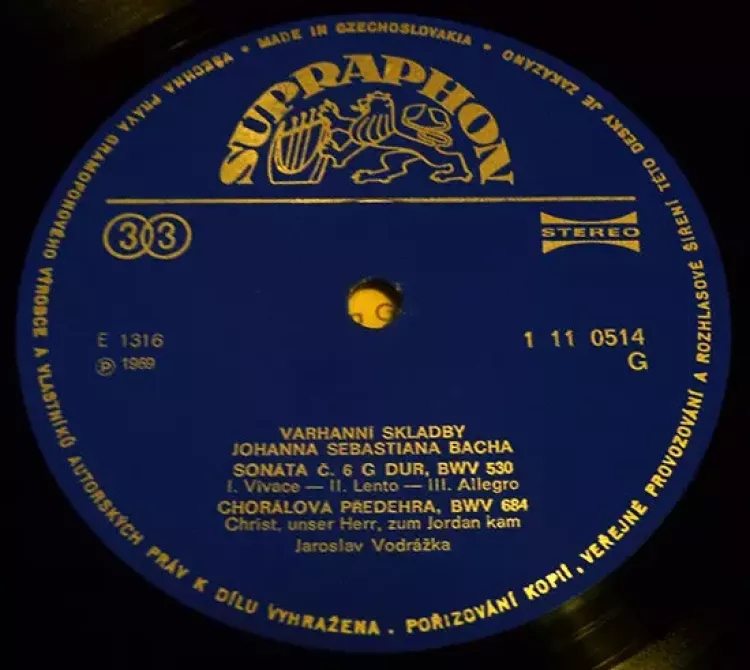 VŠECHNA PRÁVA GRAMOFONOVÉHO VÝROBCE A VLASTNÍKŮ AUTORSKÝCH PRÁV K DÍLU VYHRAŽENA. POŘIZOVÁNÍ KOPIÍ, VEŘEJNÉ PROVOZOVÁNÍ A ROZHLASOVÉ ŠÍŘENÍ TÉTO DESKY JE ZAKÁZÁNO • MADE IN CZECHOSLOVAKIA •
SUPRAPHON
33
STEREO
E 1316
1 11 0514
Ⓟ 1969
G
VARHANNÍ SKLADBY
JOHANNA SEBASTIANA BACHA
SONÁTA Č. 6 G DUR, BWV 530
I. Vivace — II. Lento — III. Allegro
CHORÁLOVÁ PŘEDEHRA, BWV 684
Christ, unser Herr, zum Jordan kam
Jaroslav Vodrážka